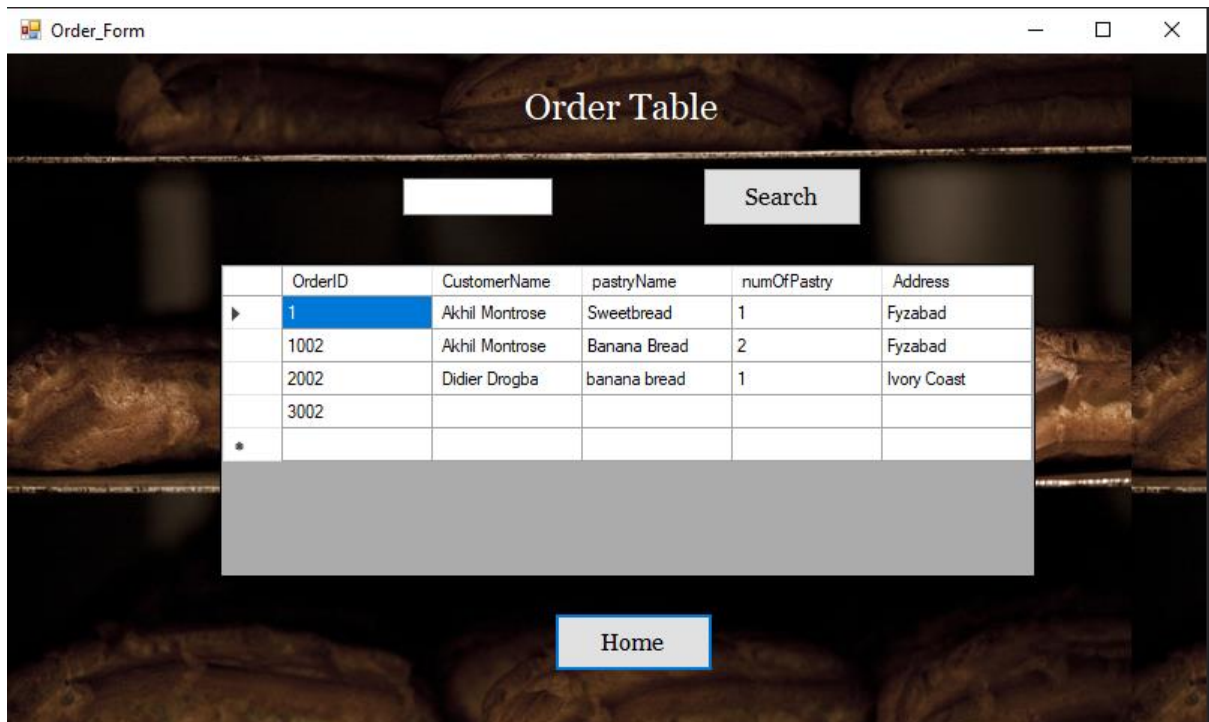 Order_Form
Order Table
Search
OrderID CustomerName pastryName numOfPastry Address
1 Akhil Montrose Sweetbread 1 Fyzabad
1002 Akhil Montrose Banana Bread 2 Fyzabad
2002 Didier Drogba banana bread 1 Ivory Coast
3002
Home